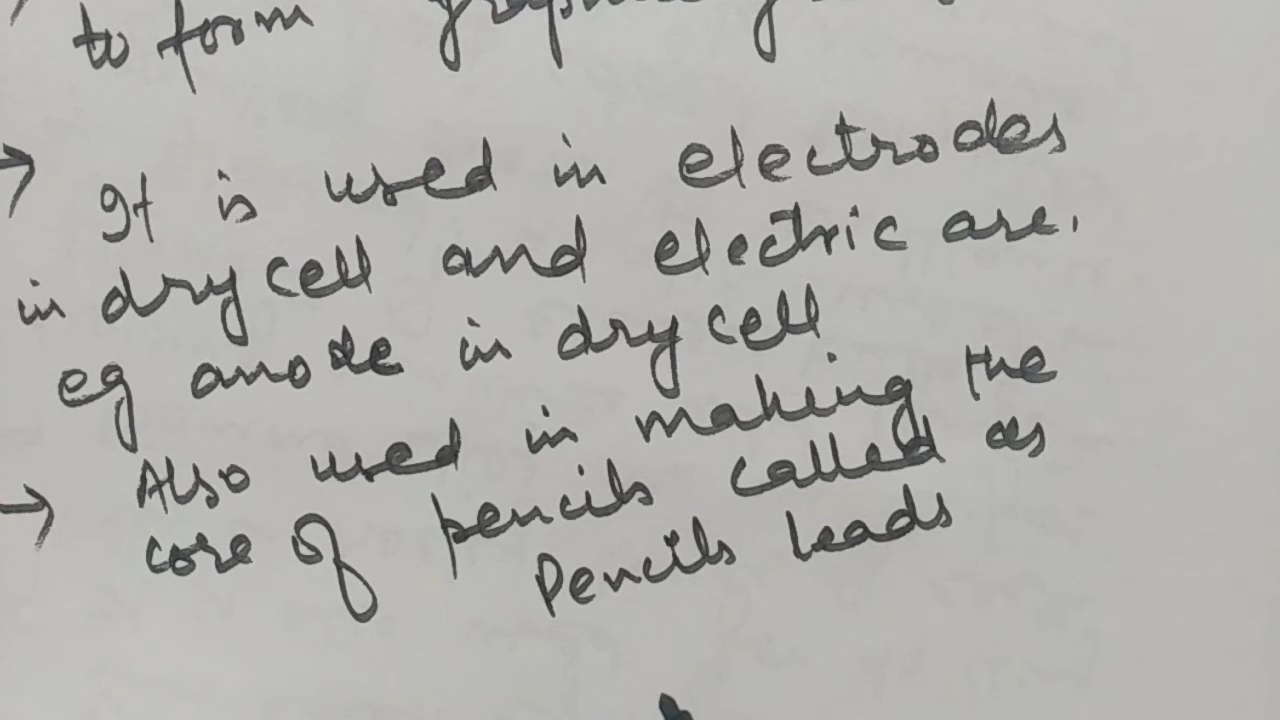 to form
→ It is used in electrodes
in dry cell and electric arc.
eg anode in dry cell
→ Also used in making the
core of pencils called as
Pencils leads